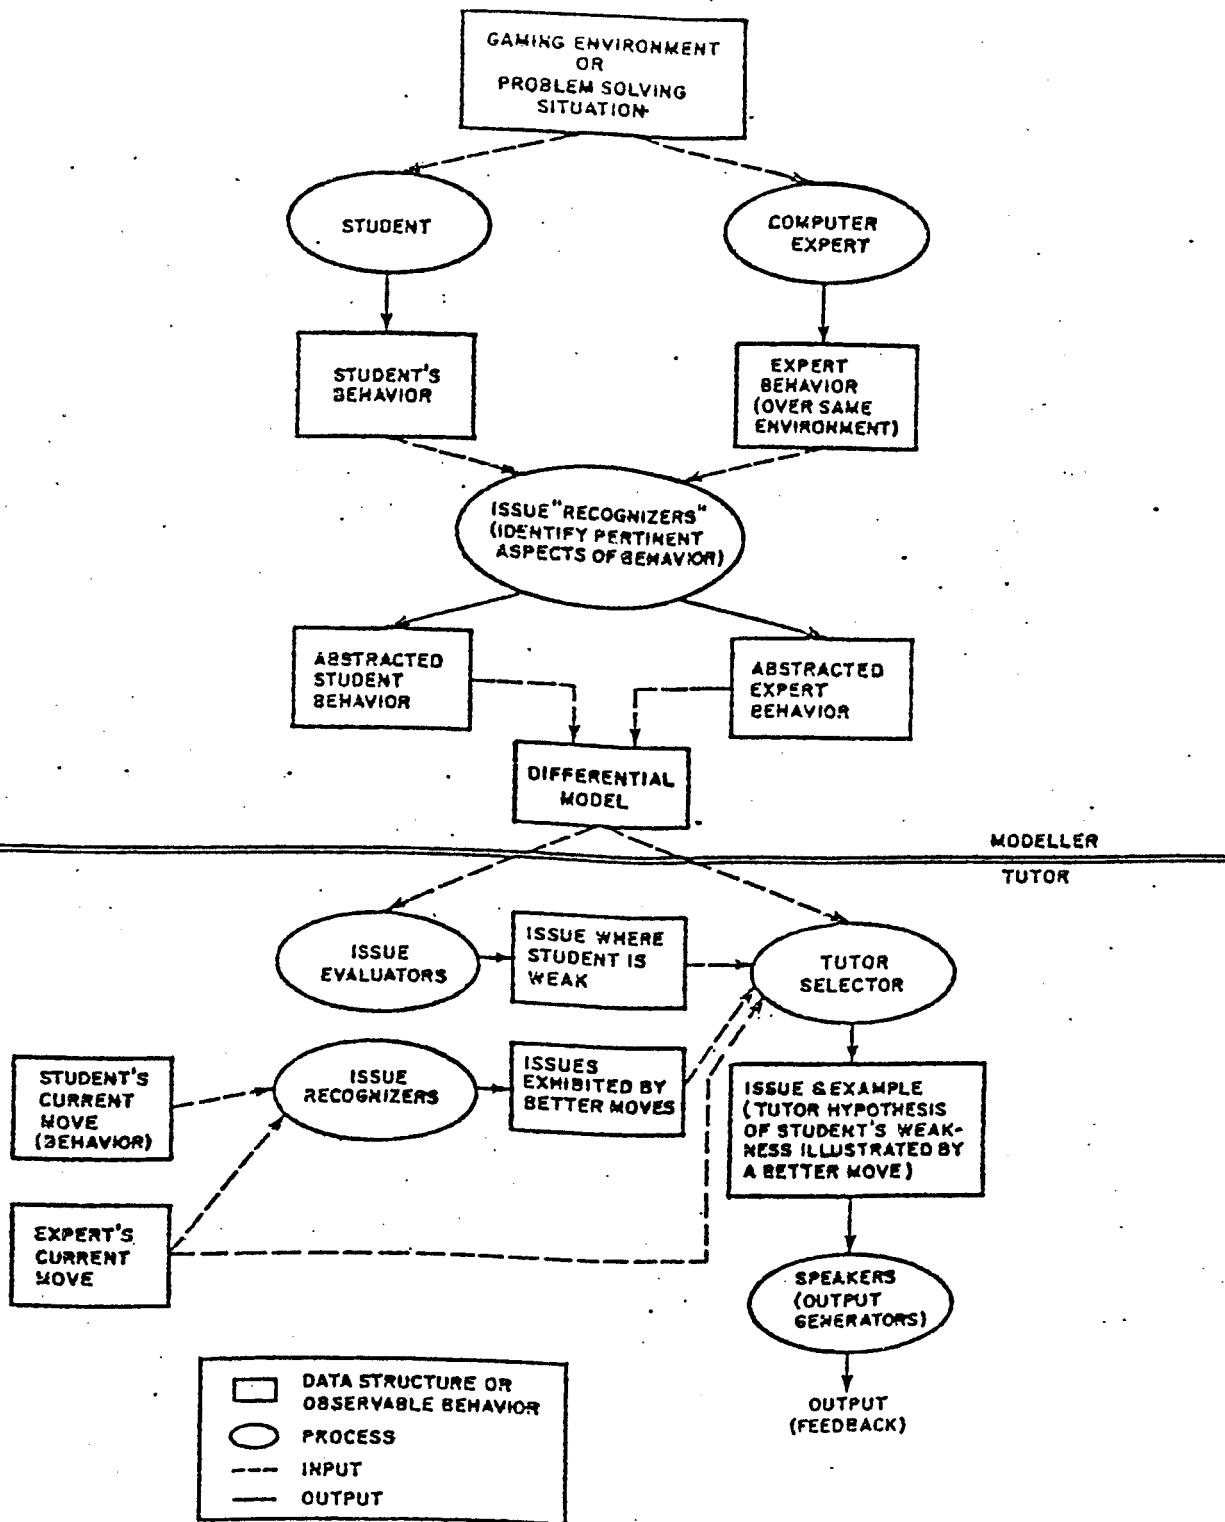 GAMING ENVIRONMENT
OR
PROBLEM SOLVING
SITUATION
STUDENT
COMPUTER
EXPERT
STUDENT'S
BEHAVIOR
EXPERT
BEHAVIOR
(OVER SAME
ENVIRONMENT)
ISSUE "RECOGNIZERS"
(IDENTIFY PERTINENT
ASPECTS OF BEHAVIOR)
ABSTRACTED
STUDENT
BEHAVIOR
ABSTRACTED
EXPERT
BEHAVIOR
DIFFERENTIAL
MODEL
MODELLER
TUTOR
ISSUE
EVALUATORS
ISSUE WHERE
STUDENT IS
WEAK
TUTOR
SELECTOR
STUDENT'S
CURRENT
MOVE
(BEHAVIOR)
ISSUE
RECOGNIZERS
ISSUES
EXHIBITED BY
BETTER MOVES
ISSUE & EXAMPLE
(TUTOR HYPOTHESIS
OF STUDENT'S WEAK-
NESS ILLUSTRATED BY
A BETTER MOVE)
EXPERT'S
CURRENT
MOVE
SPEAKERS
(OUTPUT
GENERATORS)
OUTPUT
(FEEDBACK)
DATA STRUCTURE OR
OBSERVABLE BEHAVIOR
PROCESS
INPUT
OUTPUT